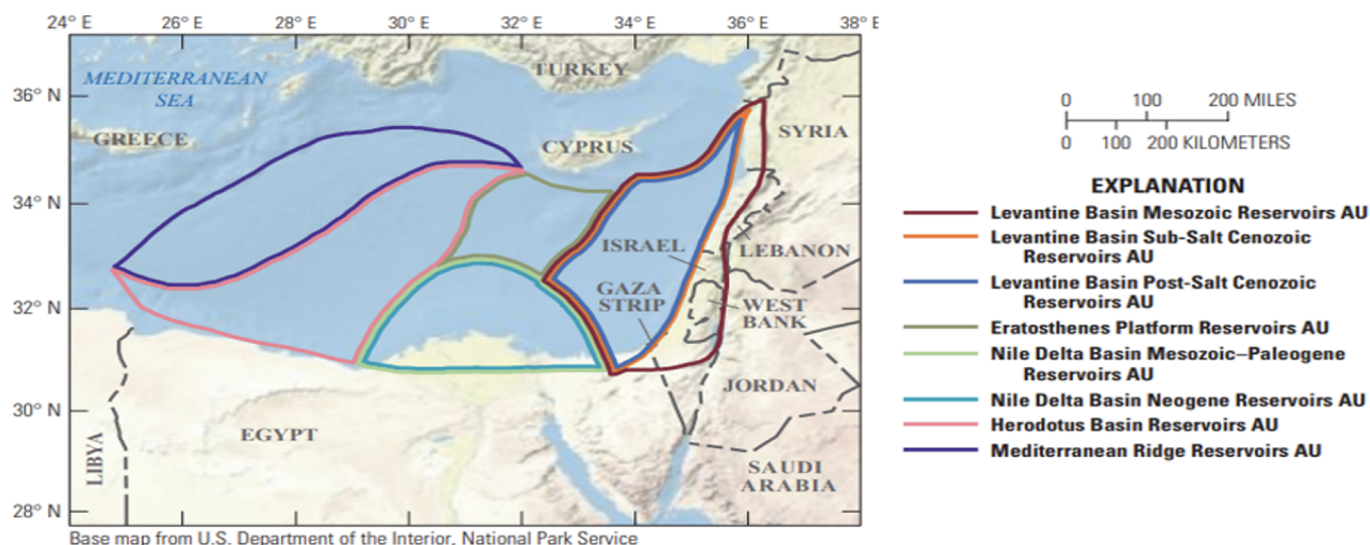 24° E 26° E 28° E 30° E 32° E 34° E 36° E 38° E
36° N
34° N
32° N
30° N
28° N
MEDITERRANEAN
SEA
GREECE
TURKEY
CYPRUS
SYRIA
ISRAEL
LEBANON
GAZA
STRIP
WEST
BANK
JORDAN
EGYPT
LIBYA
SAUDI
ARABIA
Base map from U.S. Department of the Interior, National Park Service
0 100 200 MILES
0 100 200 KILOMETERS
EXPLANATION
Levantine Basin Mesozoic Reservoirs AU
Levantine Basin Sub-Salt Cenozoic
Reservoirs AU
Levantine Basin Post-Salt Cenozoic
Reservoirs AU
Eratosthenes Platform Reservoirs AU
Nile Delta Basin Mesozoic–Paleogene
Reservoirs AU
Nile Delta Basin Neogene Reservoirs AU
Herodotus Basin Reservoirs AU
Mediterranean Ridge Reservoirs AU